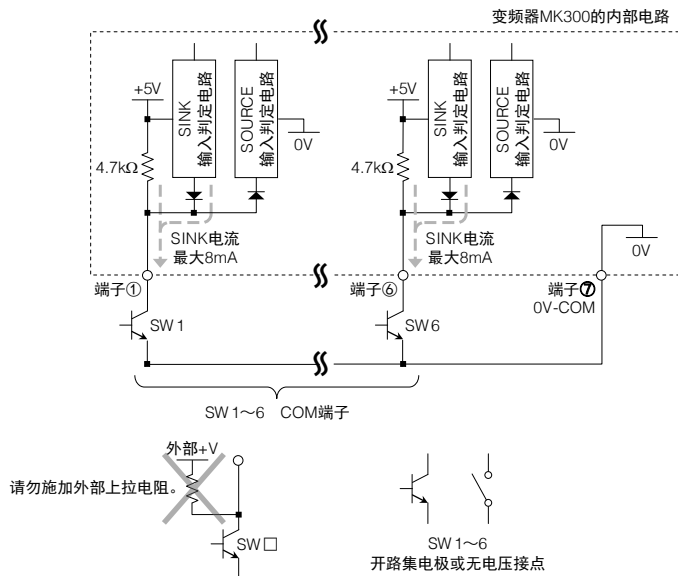 变频器MK300的内部电路
+5V
SINK
输入判定电路
SOURCE
输入判定电路
0V
4.7kΩ
SINK电流
最大8mA
+5V
SINK
输入判定电路
SOURCE
输入判定电路
0V
4.7kΩ
SINK电流
最大8mA
0V
端子①
端子⑥
端子⑦
0V-COM
SW1
SW6
SW1～6 COM端子
外部+V
请勿施加外部上拉电阻。
SW□
SW1～6
开路集电极或无电压接点